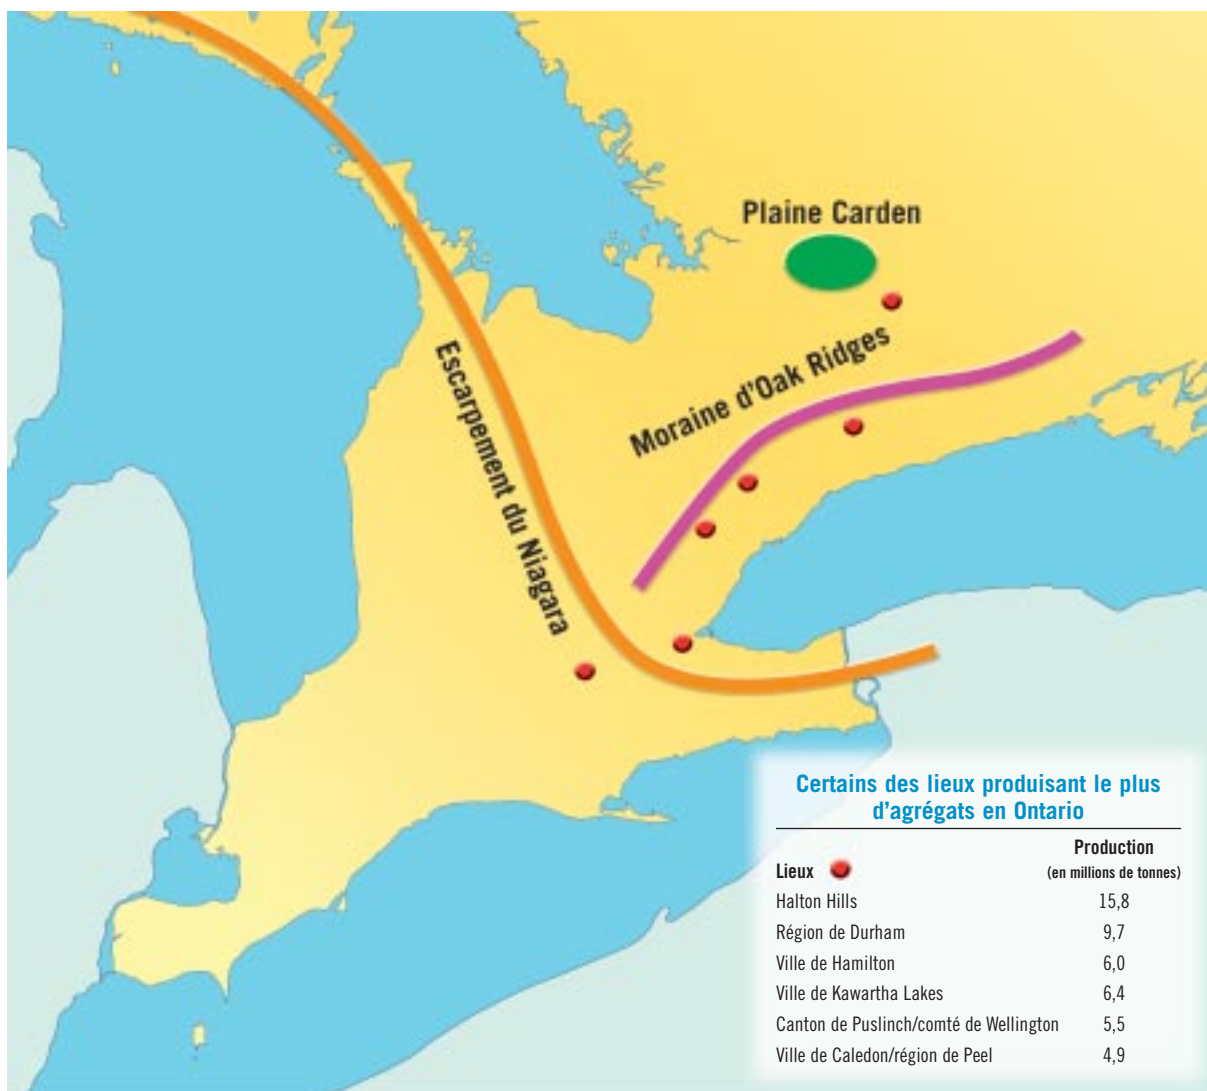 Plaine Carden
Moraine d'Oak Ridges
Escarpement du Niagara
Certains des lieux produisant le plus
d'agrégats en Ontario
Production
Lieux (en millions de tonnes)
Halton Hills 15,8
Région de Durham 9,7
Ville de Hamilton 6,0
Ville de Kawartha Lakes 6,4
Canton de Puslinch/comté de Wellington 5,5
Ville de Caledon/région de Peel 4,9